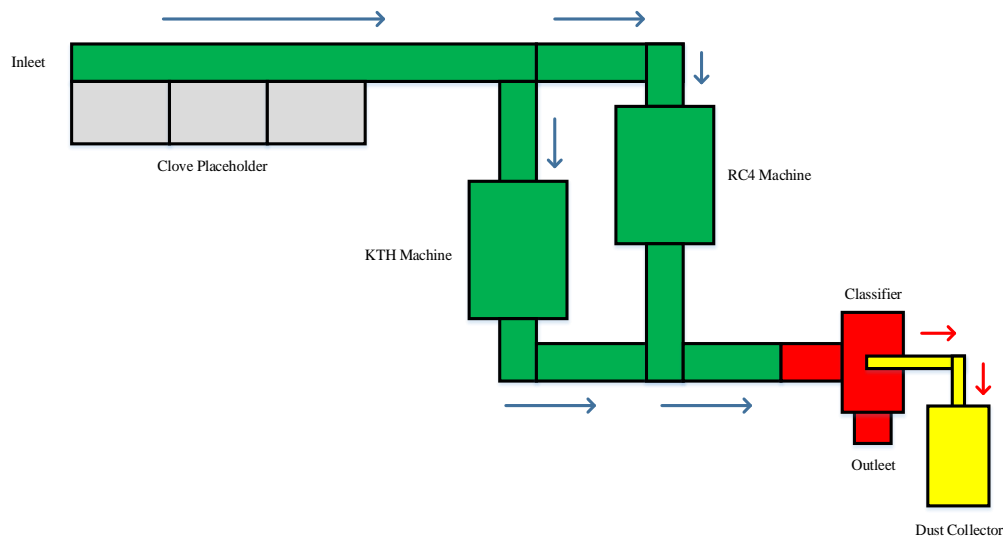 Inleet
Clove Placeholder
RC4 Machine
KTH Machine
Classifier
Outleet
Dust Collector